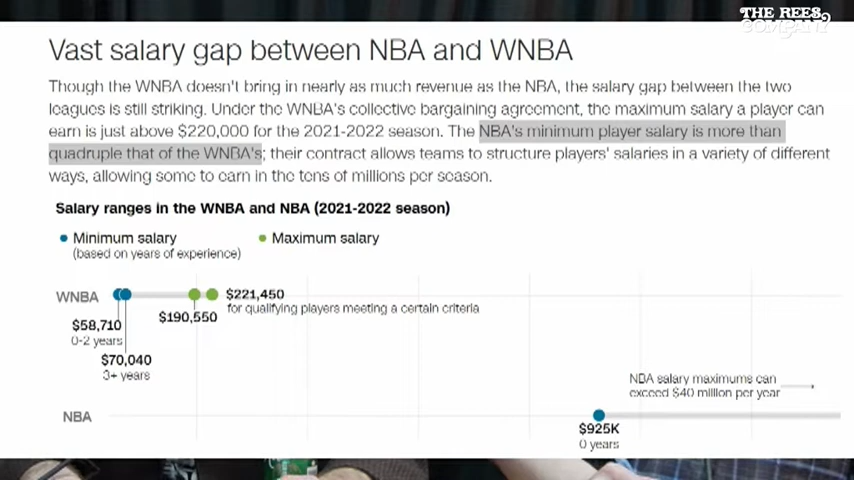 THE REES
COMPANY
Vast salary gap between NBA and WNBA
Though the WNBA doesn't bring in nearly as much revenue as the NBA, the salary gap between the two
leagues is still striking. Under the WNBA's collective bargaining agreement, the maximum salary a player can
earn is just above $220,000 for the 2021-2022 season. The NBA's minimum player salary is more than
quadruple that of the WNBA's; their contract allows teams to structure players' salaries in a variety of different
ways, allowing some to earn in the tens of millions per season.
Salary ranges in the WNBA and NBA (2021-2022 season)
Minimum salary
(based on years of experience)
Maximum salary
WNBA
$221,450
for qualifying players meeting a certain criteria
$190,550
$58,710
0-2 years
$70,040
3+ years
NBA salary maximums can
exceed $40 million per year
NBA
$925K
0 years